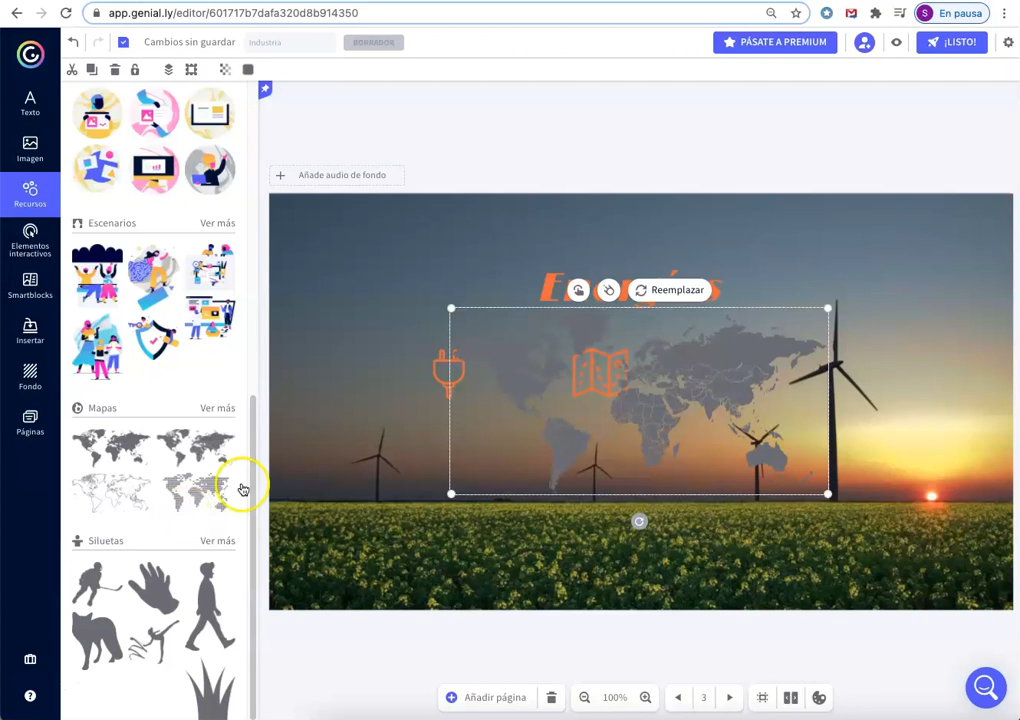 app.genial.ly/editor/601717b7dafa320d8b914350
S
En pausa
Cambios sin guardar
Industria
BORRADOR
PÁSATE A PREMIUM
¡LISTO!
Texto
Imagen
Recursos
Elementos
interactivos
Smartblocks
Insertar
Fondo
Páginas
Escenarios
Ver más
Mapas
Ver más
Siluetas
Ver más
Añade audio de fondo
Reemplazar
Añadir página
100%
3